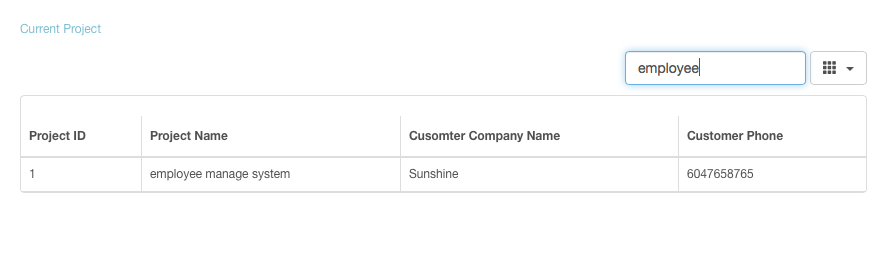 Current Project
employee
Project ID Project Name Cusomter Company Name Customer Phone
1 employee manage system Sunshine 6047658765